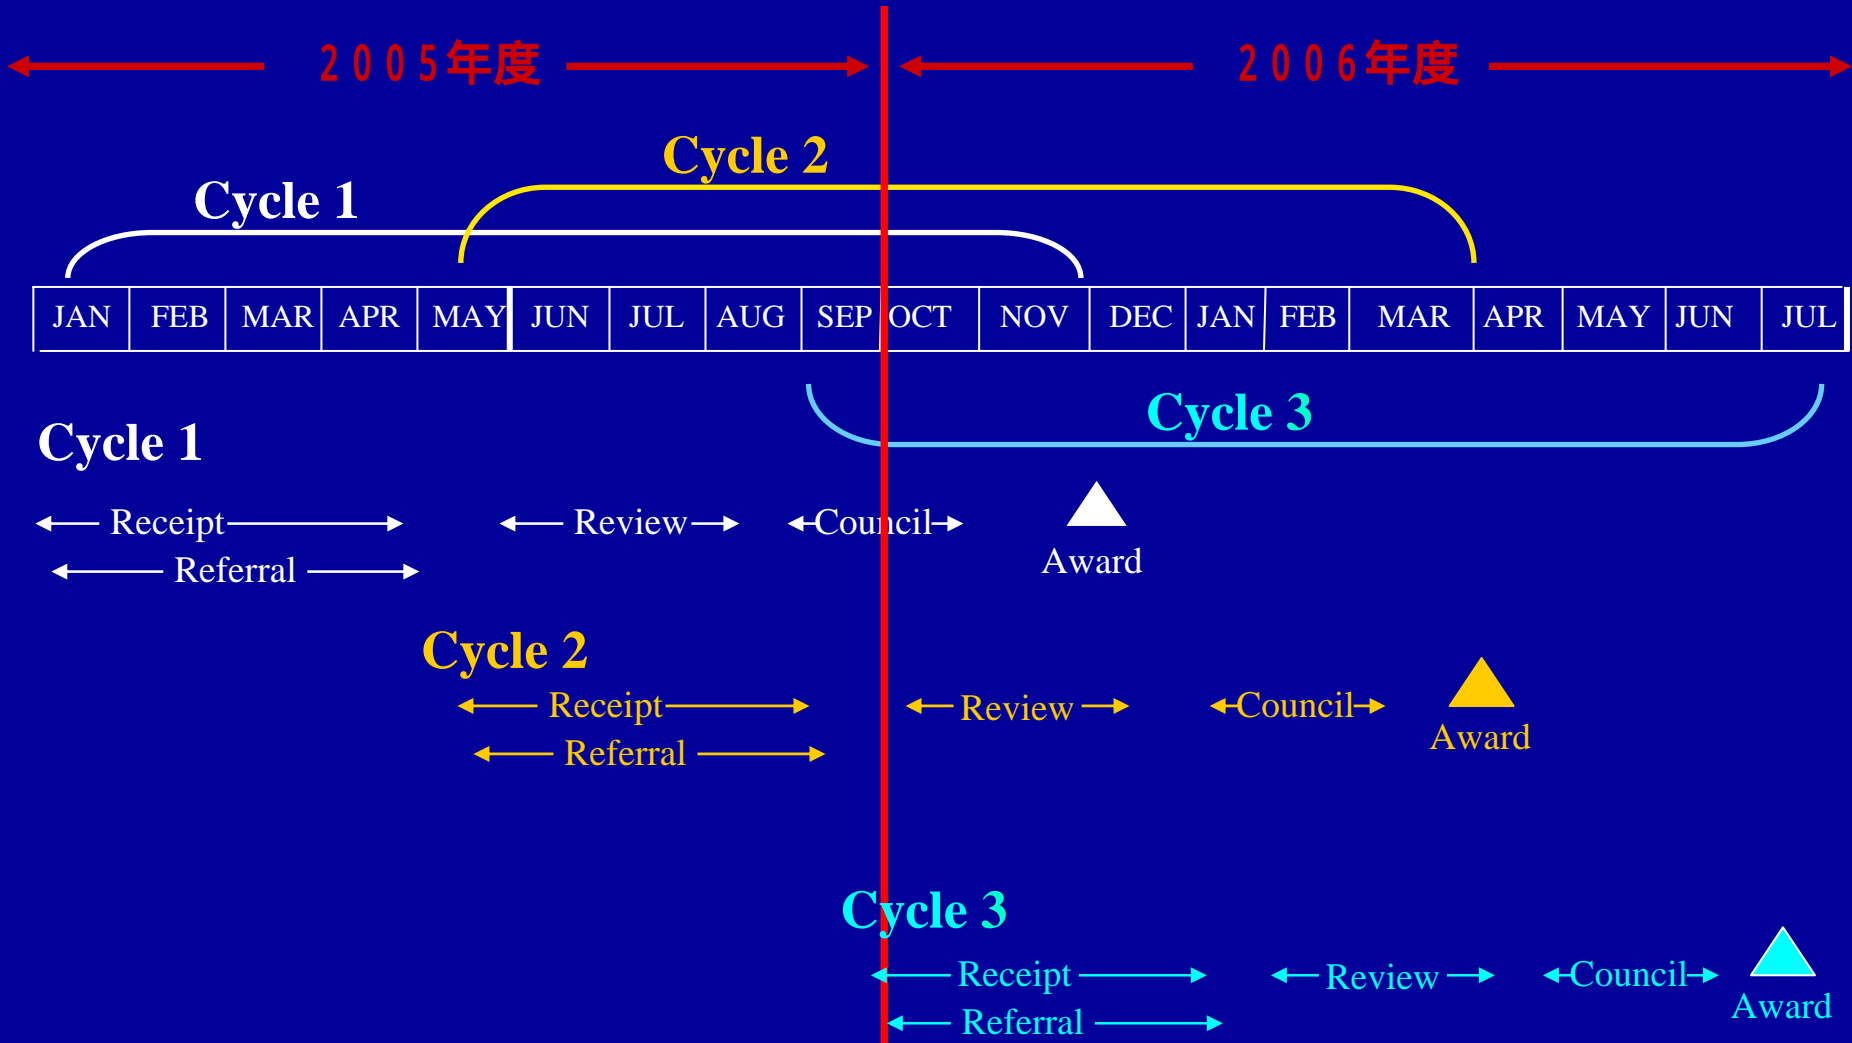 ２００５年度 ２００６年度
Cycle 2
Cycle 1
JAN FEB MAR APR MAY JUN JUL AUG SEP OCT NOV DEC JAN FEB MAR APR MAY JUN JUL
Cycle 3
Cycle 1
Receipt Review Council
Award
Referral
Cycle 2
Receipt Review Council
Award
Referral
Cycle 3
Receipt Review Council
Award
Referral